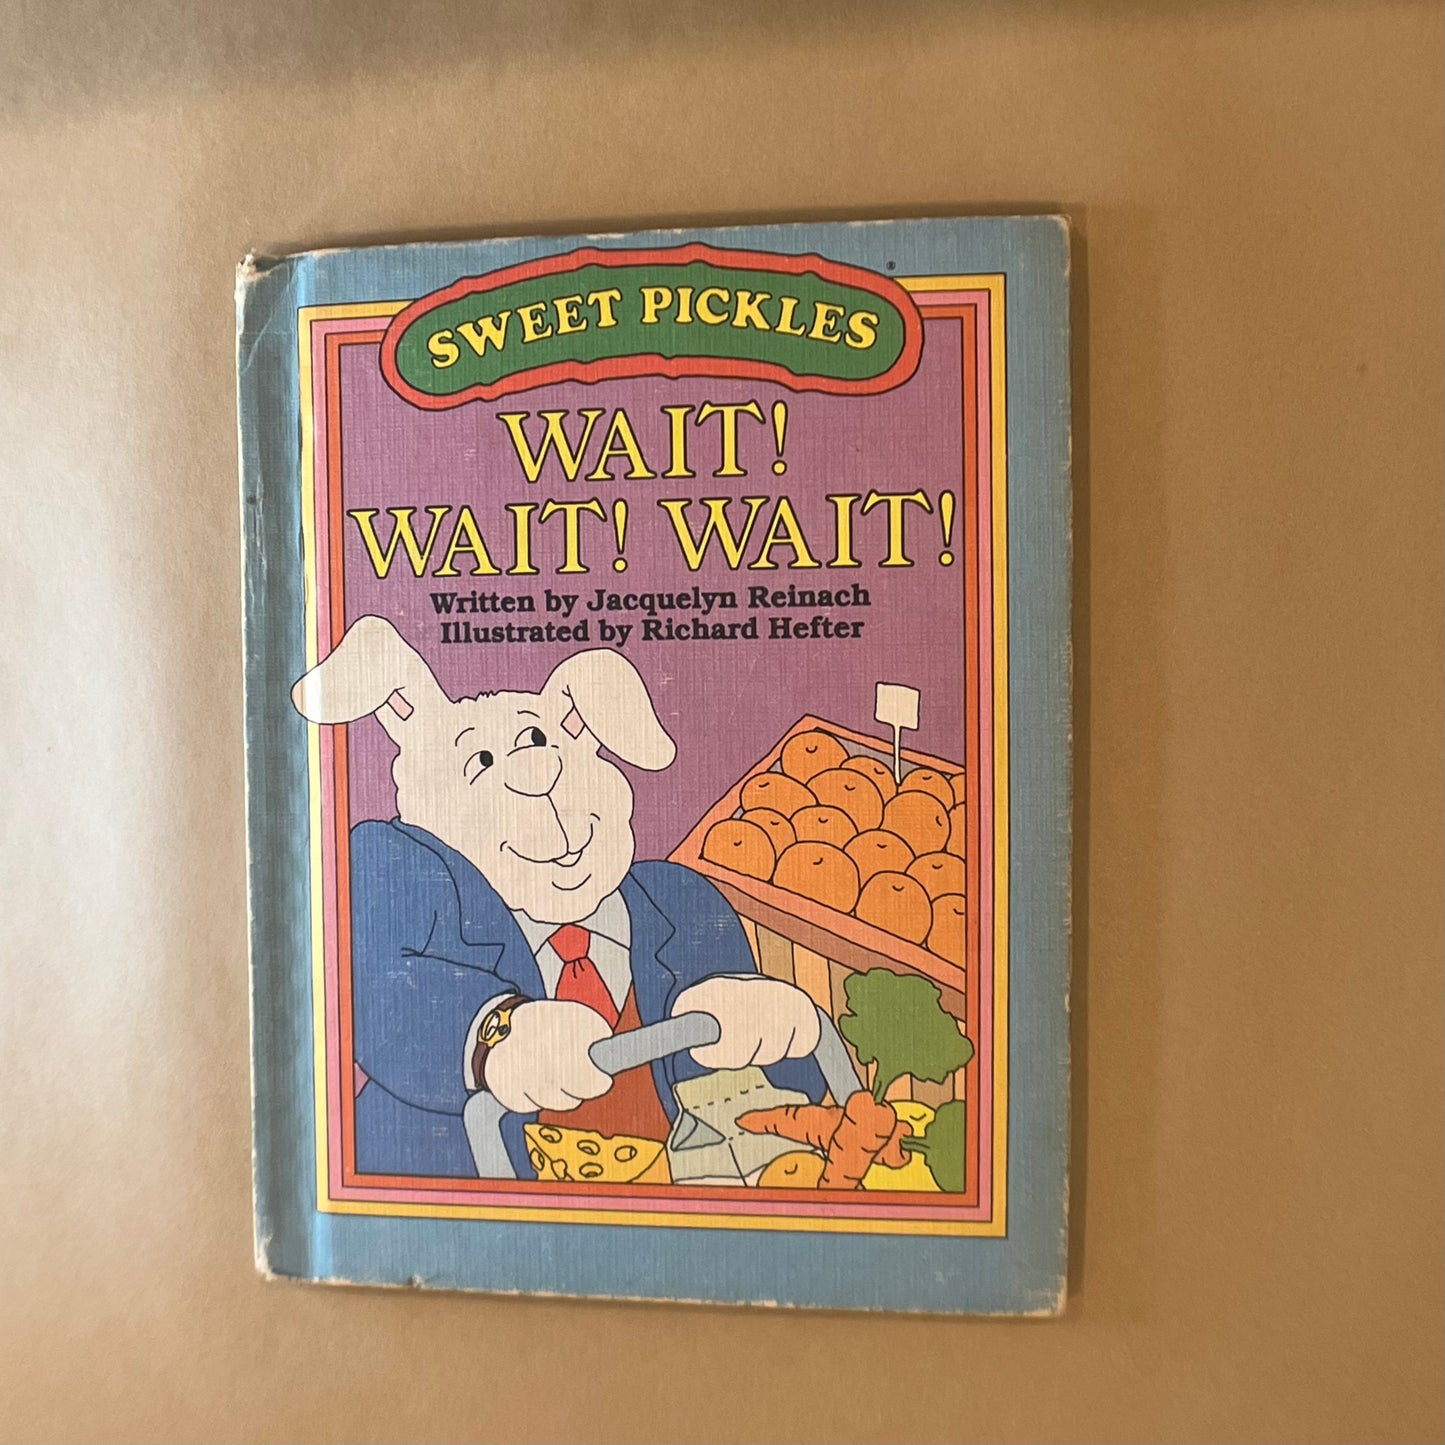 SWEET PICKLES ®
WAIT!
WAIT! WAIT!
Written by Jacquelyn Reinach
Illustrated by Richard Hefter